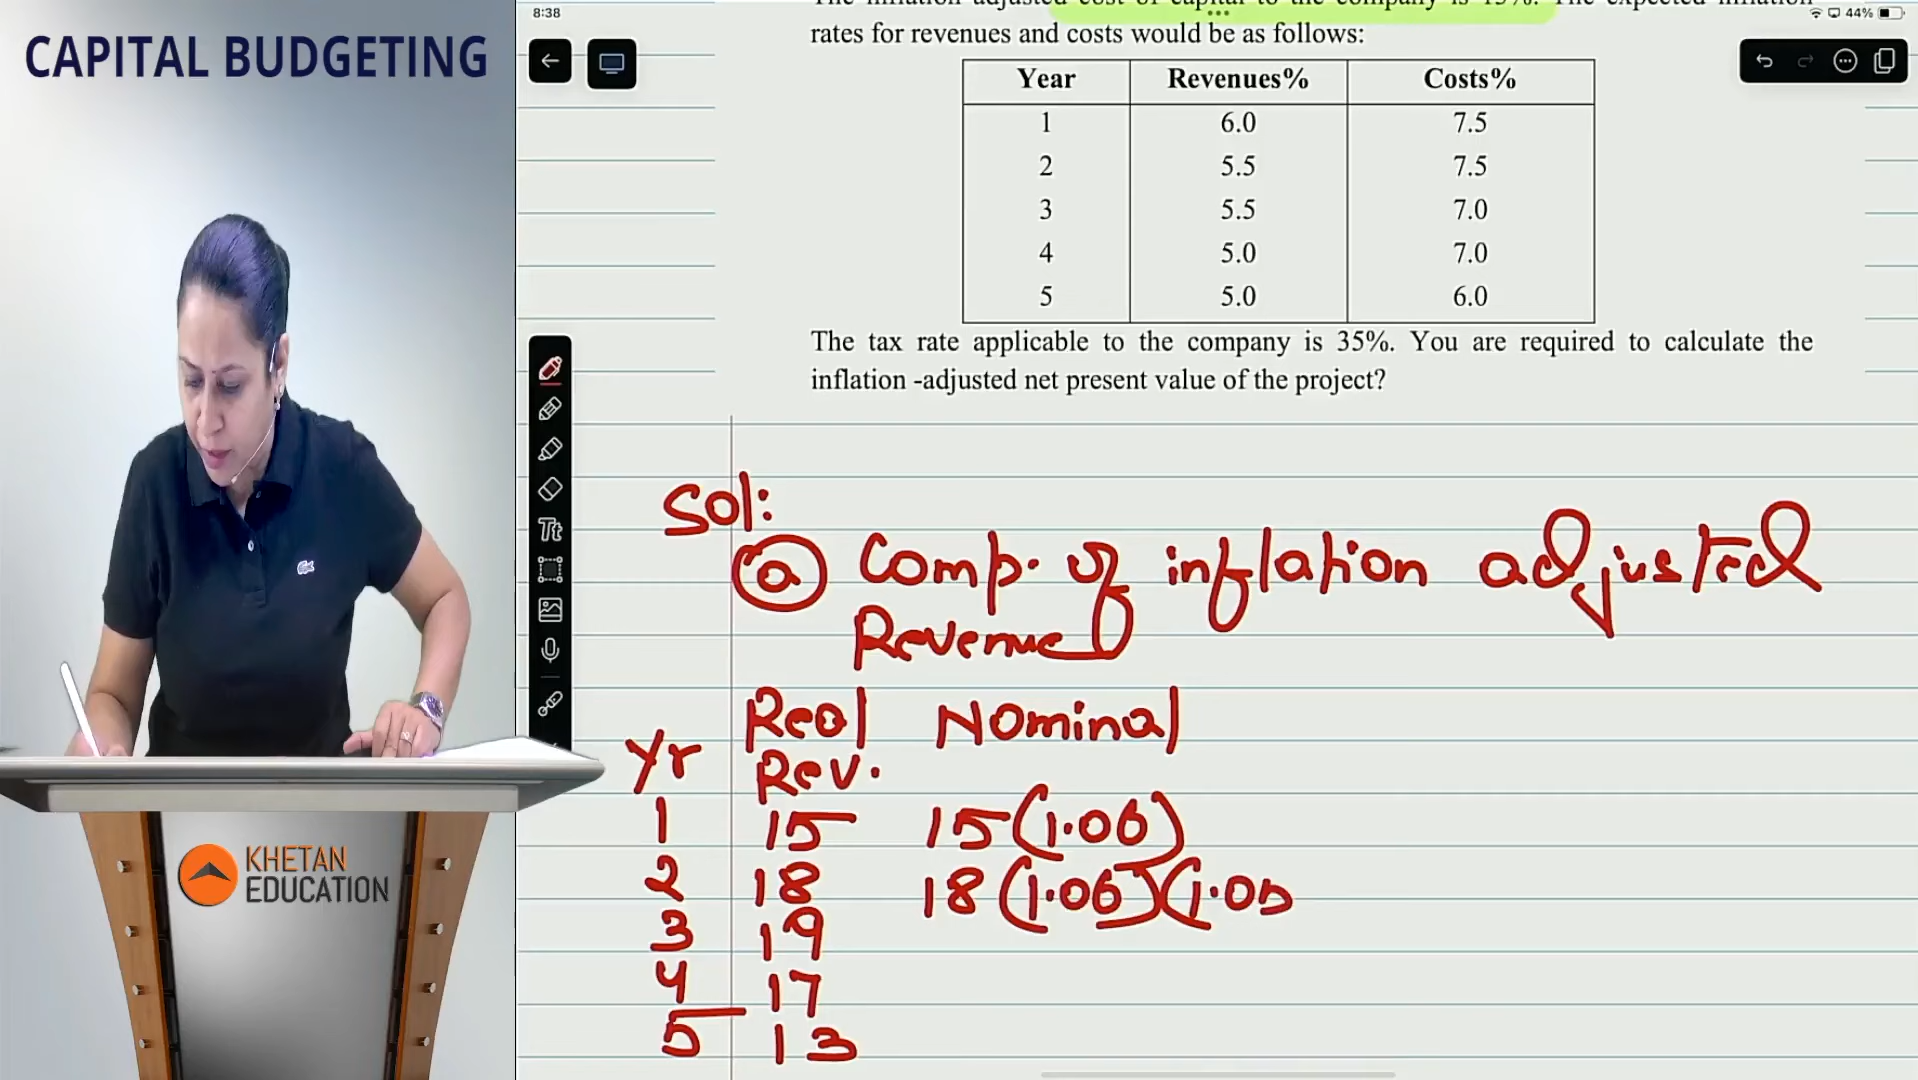 CAPITAL BUDGETING
8:38
44%
rates for revenues and costs would be as follows:
Year Revenues% Costs%
1 6.0 7.5
2 5.5 7.5
3 5.5 7.0
4 5.0 7.0
5 5.0 6.0
The tax rate applicable to the company is 35%. You are required to calculate the
inflation -adjusted net present value of the project?
Tt
Sol:
(a) Comp. of inflation adjusted
Revenue
Real Nominal
Yr Rev.
1 15 15(1.06)
2 18 18(1.06)(1.05
3 19
4 17
5 13
KHETAN
EDUCATION